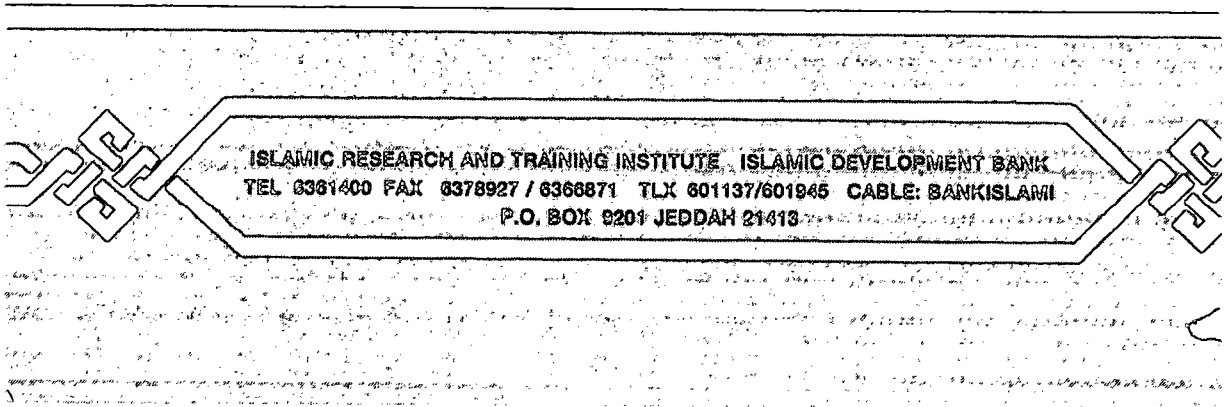 ISLAMIC RESEARCH AND TRAINING INSTITUTE ISLAMIC DEVELOPMENT BANK
TEL 6361400 FAX 6378927 / 6366871 TLX 601137/601945 CABLE: BANKISLAMI
P.O. BOX 9201 JEDDAH 21413